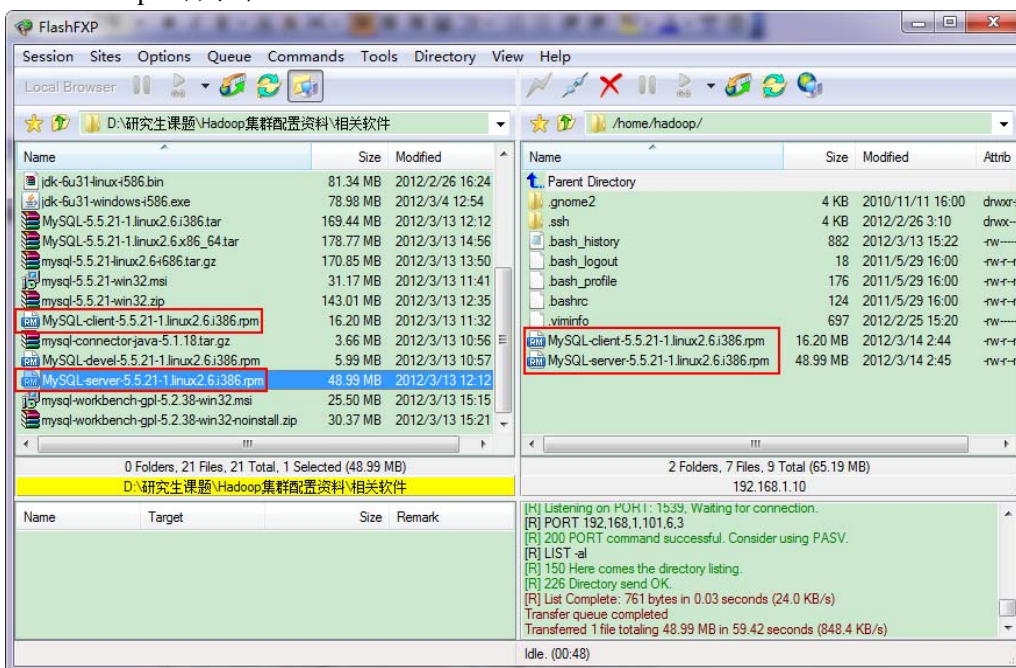 FlashFXP
Session Sites Options Queue Commands Tools Directory View Help
Local Browser
D:\研究生课题\Hadoop集群配置资料\相关软件
/home/hadoop/
Name Size Modified
jdk-6u31-linux-i586.bin 81.34 MB 2012/2/26 16:24
jdk-6u31-windows-i586.exe 78.98 MB 2012/3/4 12:54
MySQL-5.5.21-1.linux2.6.i386.tar 169.44 MB 2012/3/13 12:12
MySQL-5.5.21-1.linux2.6.x86_64.tar 178.77 MB 2012/3/13 14:56
mysql-5.5.21-linux2.6-i686.tar.gz 170.85 MB 2012/3/13 13:50
mysql-5.5.21-win32.msi 31.17 MB 2012/3/13 11:41
mysql-5.5.21-win32.zip 143.01 MB 2012/3/13 12:35
MySQL-client-5.5.21-1.linux2.6.i386.rpm 16.20 MB 2012/3/13 11:32
mysql-connector-java-5.1.18.tar.gz 3.66 MB 2012/3/13 10:56
MySQL-devel-5.5.21-1.linux2.6.i386.rpm 5.99 MB 2012/3/13 10:57
MySQL-server-5.5.21-1.linux2.6.i386.rpm 48.99 MB 2012/3/13 12:12
mysql-workbench-gpl-5.2.38-win32.msi 25.50 MB 2012/3/13 15:15
mysql-workbench-gpl-5.2.38-win32-noinstall.zip 30.37 MB 2012/3/13 15:21
0 Folders, 21 Files, 21 Total, 1 Selected (48.99 MB)
D:\研究生课题\Hadoop集群配置资料\相关软件
Name Size Modified Attrib
Parent Directory
.gnome2 4 KB 2010/11/11 16:00 drwxr-
.ssh 4 KB 2012/2/26 3:10 drwx--
.bash_history 882 2012/3/13 15:22 -rw----
.bash_logout 18 2011/5/29 16:00 -rw-r--r
.bash_profile 176 2011/5/29 16:00 -rw-r--r
.bashrc 124 2011/5/29 16:00 -rw-r--r
.viminfo 697 2012/2/25 15:20 -rw----
MySQL-client-5.5.21-1.linux2.6.i386.rpm 16.20 MB 2012/3/14 2:44 -rw-r--r
MySQL-server-5.5.21-1.linux2.6.i386.rpm 48.99 MB 2012/3/14 2:45 -rw-r--r
2 Folders, 7 Files, 9 Total (65.19 MB)
192.168.1.10
Name Target Size Remark
[R] Listening on PORT: 1539, Waiting for connection.
[R] PORT 192,168,1,101,6,3
[R] 200 PORT command successful. Consider using PASV.
[R] LIST -al
[R] 150 Here comes the directory listing.
[R] 226 Directory send OK.
[R] List Complete: 761 bytes in 0.03 seconds (24.0 KB/s)
Transfer queue completed
Transferred 1 file totaling 48.99 MB in 59.42 seconds (848.4 KB/s)
Idle. (00:48)